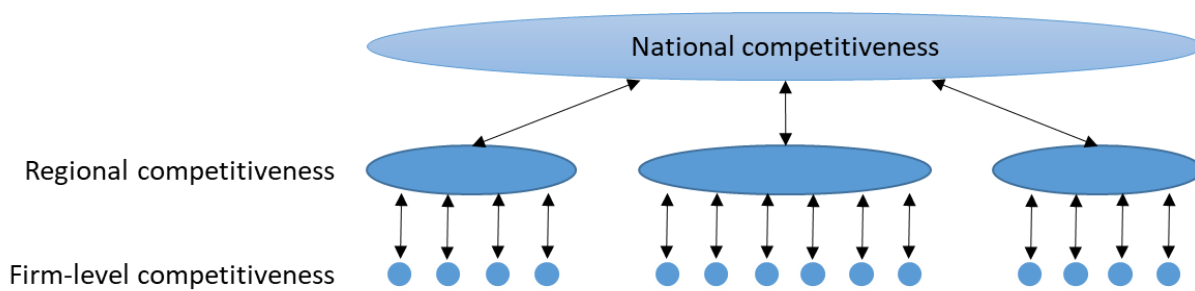 National competitiveness
Regional competitiveness
Firm-level competitiveness